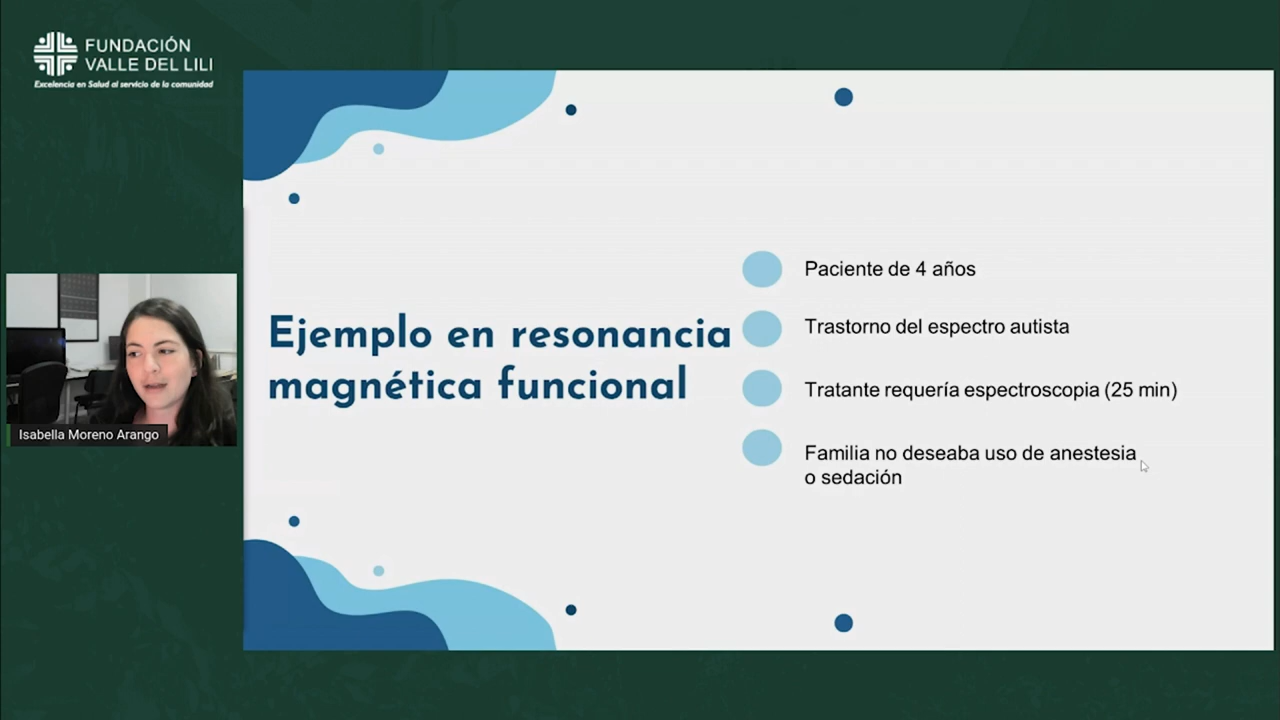 FUNDACIÓN
VALLE DEL LILI
Excelencia en Salud al servicio de la comunidad
Ejemplo en resonancia
magnética funcional
Paciente de 4 años
Trastorno del espectro autista
Tratante requería espectroscopia (25 min)
Familia no deseaba uso de anestesia
o sedación
Isabella Moreno Arango